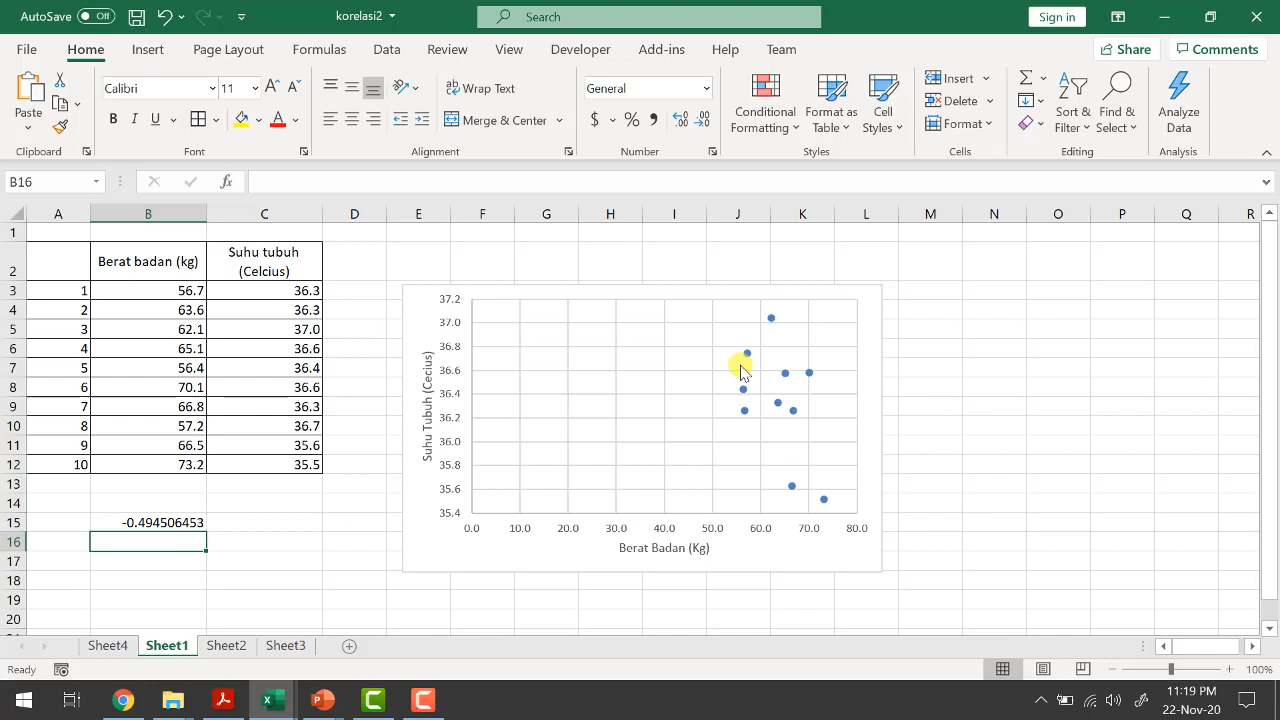 AutoSave Off korelasi2 Search Sign in
File Home Insert Page Layout Formulas Data Review View Developer Add-ins Help Team Share Comments
Paste Calibri 11 Wrap Text General Conditional Formatting Format as Table Cell Styles Insert Sort & Filter Find & Select Analyze Data
B I U Merge & Center $ % Delete
Format
Clipboard Font Alignment Number Styles Cells Editing Analysis
B16 fx
A B C D E F G H I J K L M N O P Q R
1
2 Berat badan (kg) Suhu tubuh (Celcius)
3 1 56.7 36.3
4 2 63.6 36.3
5 3 62.1 37.0
6 4 65.1 36.6
7 5 56.4 36.4
8 6 70.1 36.6
9 7 66.8 36.3
10 8 57.2 36.7
11 9 66.5 35.6
12 10 73.2 35.5
13
14
15 -0.494506453
16
17
18
19
20
37.2
37.0
36.8
36.6
36.4
36.2
36.0
35.8
35.6
35.4
Suhu Tubuh (Cecius)
0.0 10.0 20.0 30.0 40.0 50.0 60.0 70.0 80.0
Berat Badan (Kg)
Sheet4 Sheet1 Sheet2 Sheet3
Ready 100%
11:19 PM
22-Nov-20